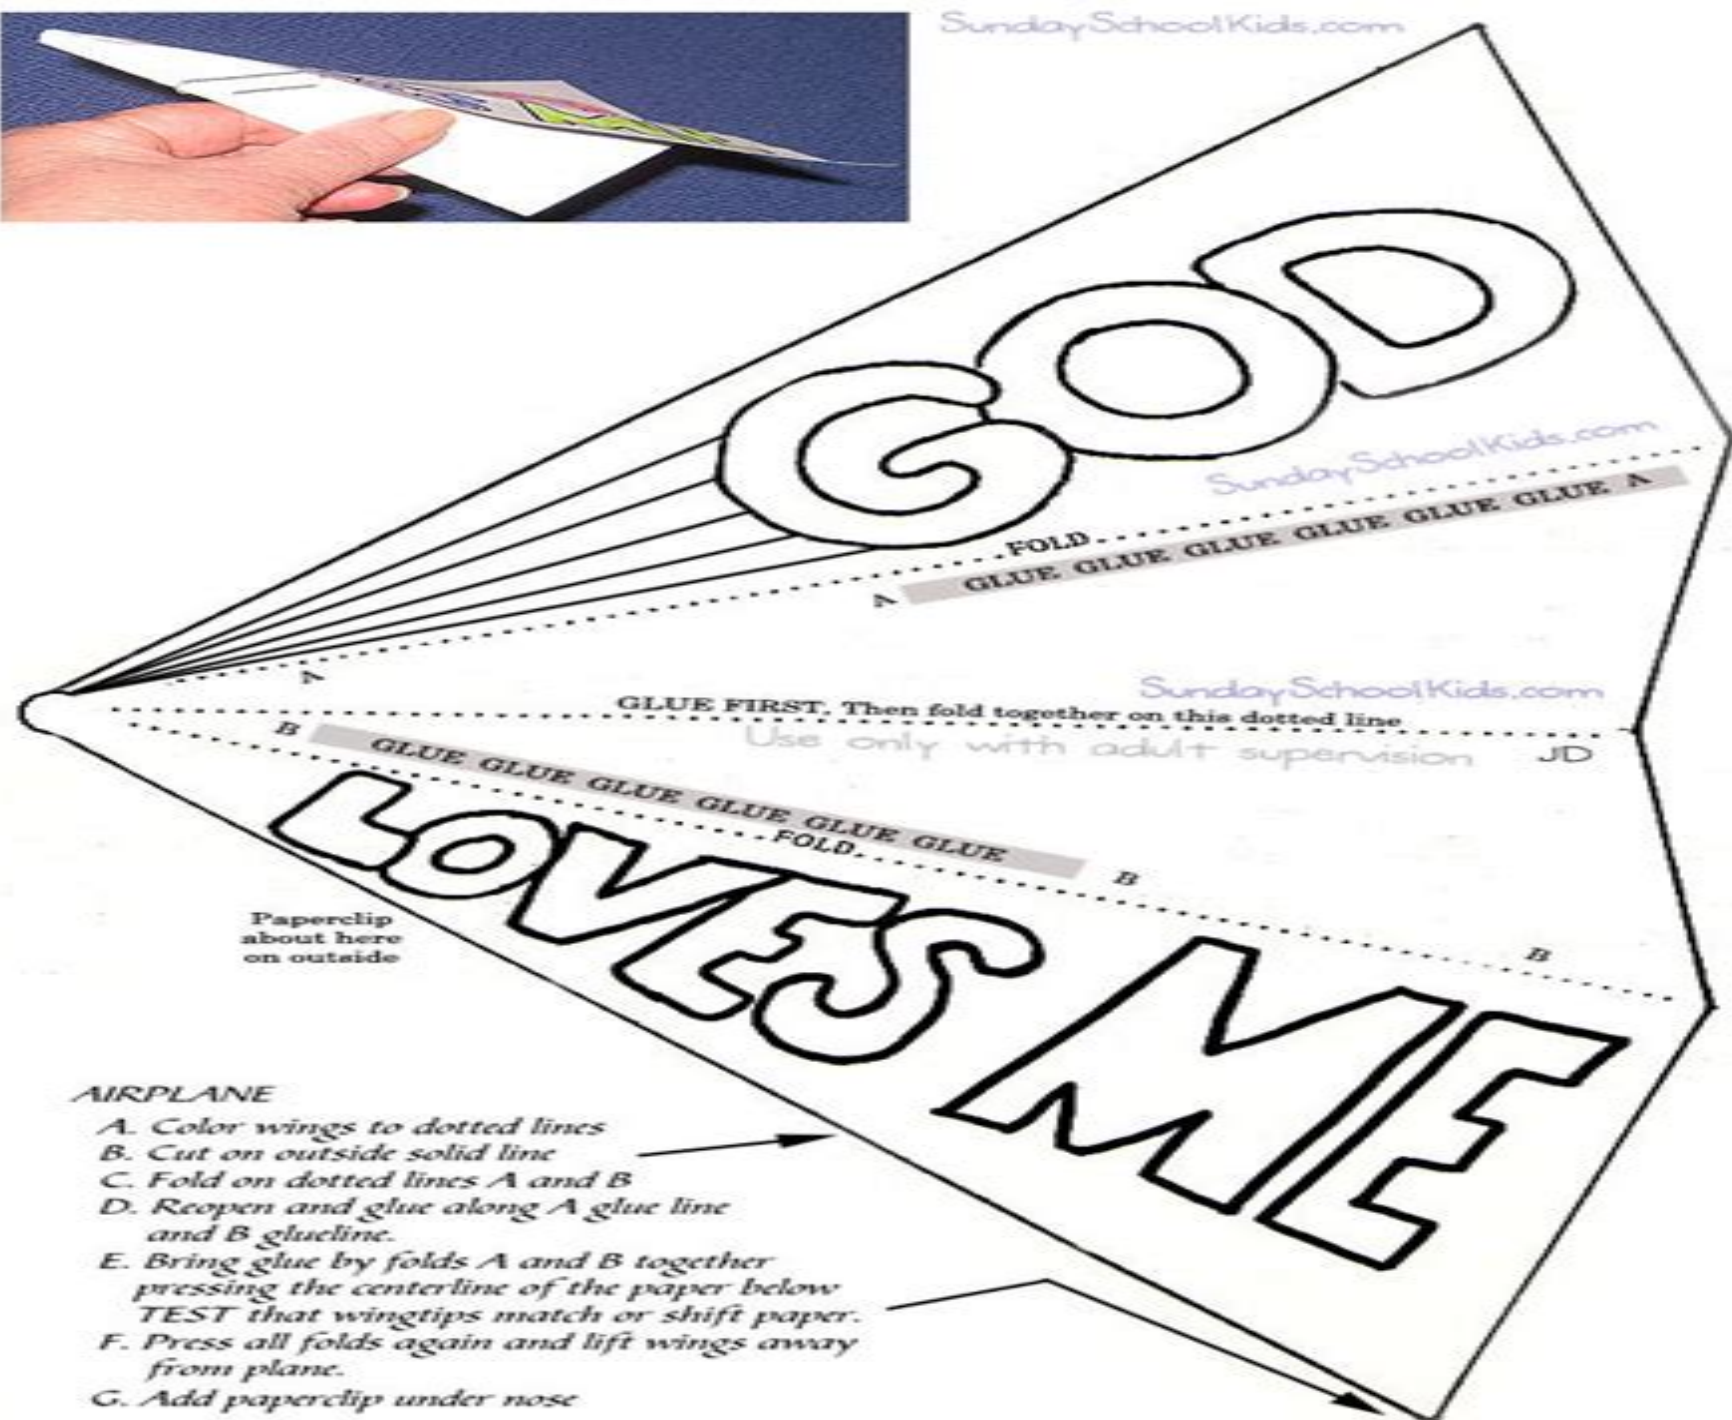 SundaySchoolKids.com
GOD
SundaySchoolKids.com
FOLD
GLUE GLUE GLUE GLUE GLUE GLUE A
A
A
SundaySchoolKids.com
GLUE FIRST. Then fold together on this dotted line
Use only with adult supervision JD
B GLUE GLUE GLUE GLUE GLUE GLUE
FOLD
B
B
LOVES ME
Paperclip
about here
on outside
AIRPLANE
A. Color wings to dotted lines
B. Cut on outside solid line
C. Fold on dotted lines A and B
D. Reopen and glue along A glue line
and B glueline.
E. Bring glue by folds A and B together
pressing the centerline of the paper below
TEST that wingtips match or shift paper.
F. Press all folds again and lift wings away
from plane.
G. Add paperclip under nose